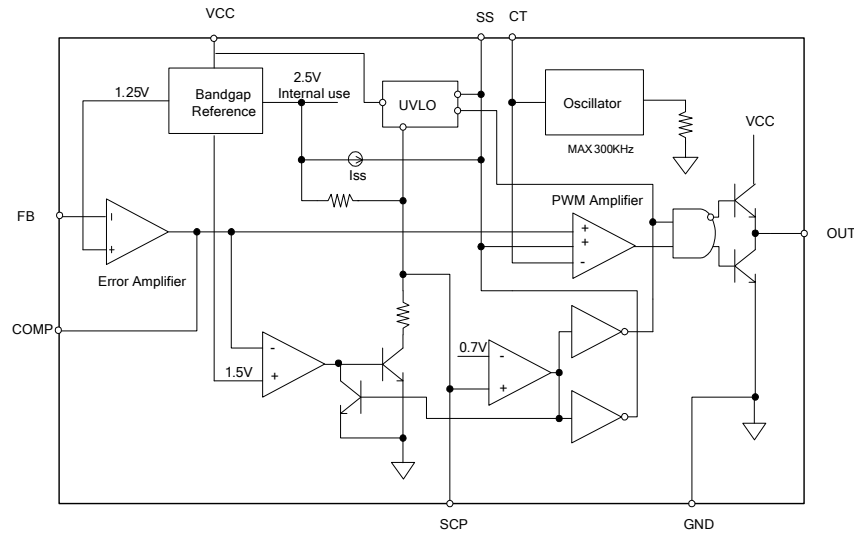 VCC
SS
CT
1.25V
Bandgap
Reference
2.5V
Internal use
UVLO
Oscillator
MAX 300KHz
VCC
Iss
PWM Amplifier
FB
-
+
Error Amplifier
+
+
-
OUT
COMP
-
+
1.5V
0.7V
-
+
SCP
GND